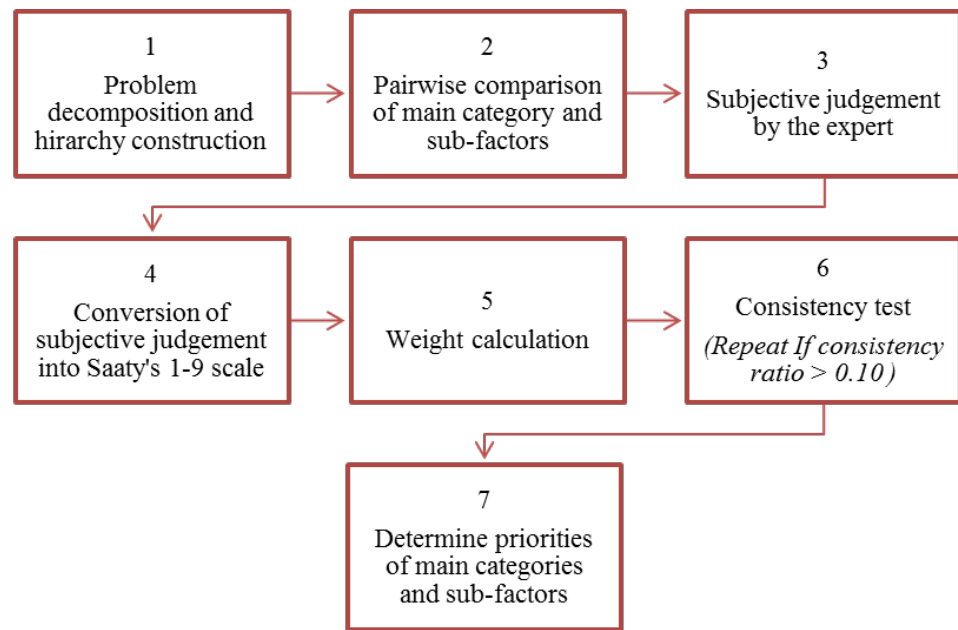 1
Problem
decomposition and
hirarchy construction
2
Pairwise comparison
of main category and
sub-factors
3
Subjective judgement
by the expert
4
Conversion of
subjective judgement
into Saaty's 1-9 scale
5
Weight calculation
6
Consistency test
(Repeat If consistency
ratio > 0.10)
7
Determine priorities
of main categories
and sub-factors